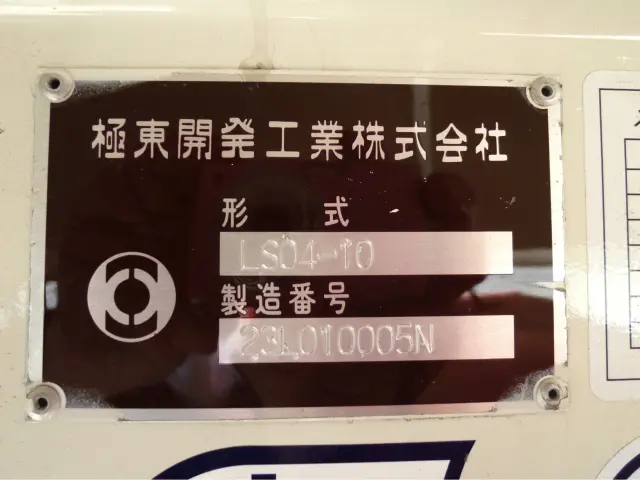 極東開発工業株式会社
形 式
LS04-10
製造番号
23L010005N